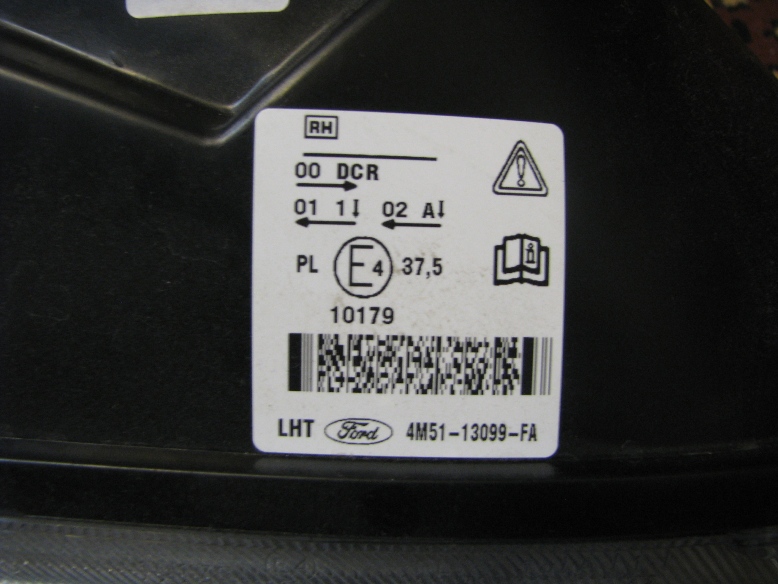 RH
00 DCR
01 1 02 A
PL E4 37,5
10179
LHT Ford 4M51-13099-FA